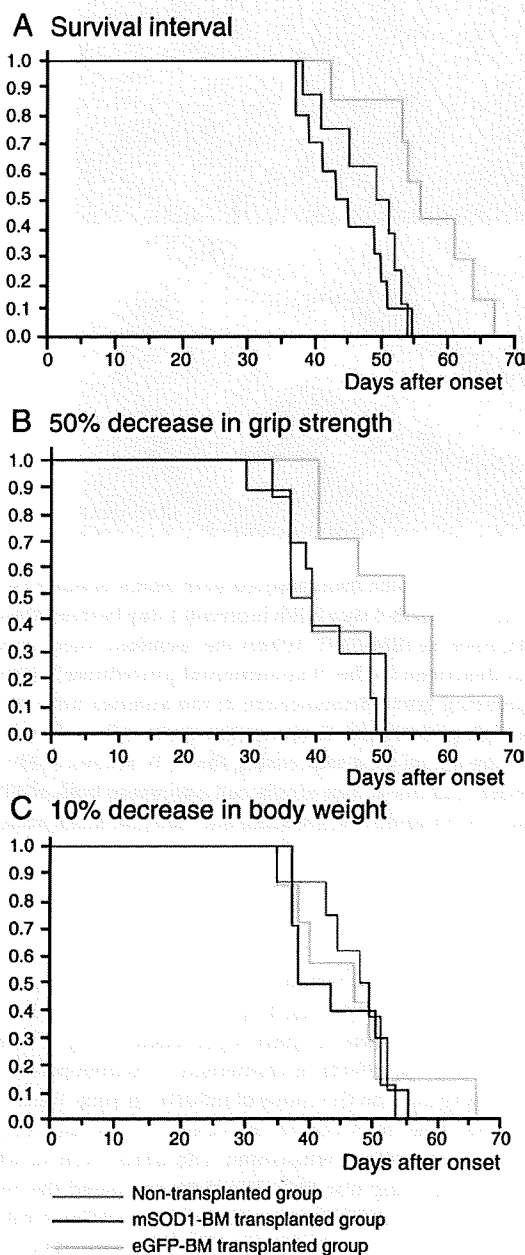 A Survival interval
1.0
0.9
0.8
0.7
0.6
0.5
0.4
0.3
0.2
0.1
0.0
0 10 20 30 40 50 60 70
Days after onset
B 50% decrease in grip strength
1.0
0.9
0.8
0.7
0.6
0.5
0.4
0.3
0.2
0.1
0.0
0 10 20 30 40 50 60 70
Days after onset
C 10% decrease in body weight
1.0
0.9
0.8
0.7
0.6
0.5
0.4
0.3
0.2
0.1
0.0
0 10 20 30 40 50 60 70
Days after onset
Non-transplanted group
mSOD1-BM transplanted group
eGFP-BM transplanted group